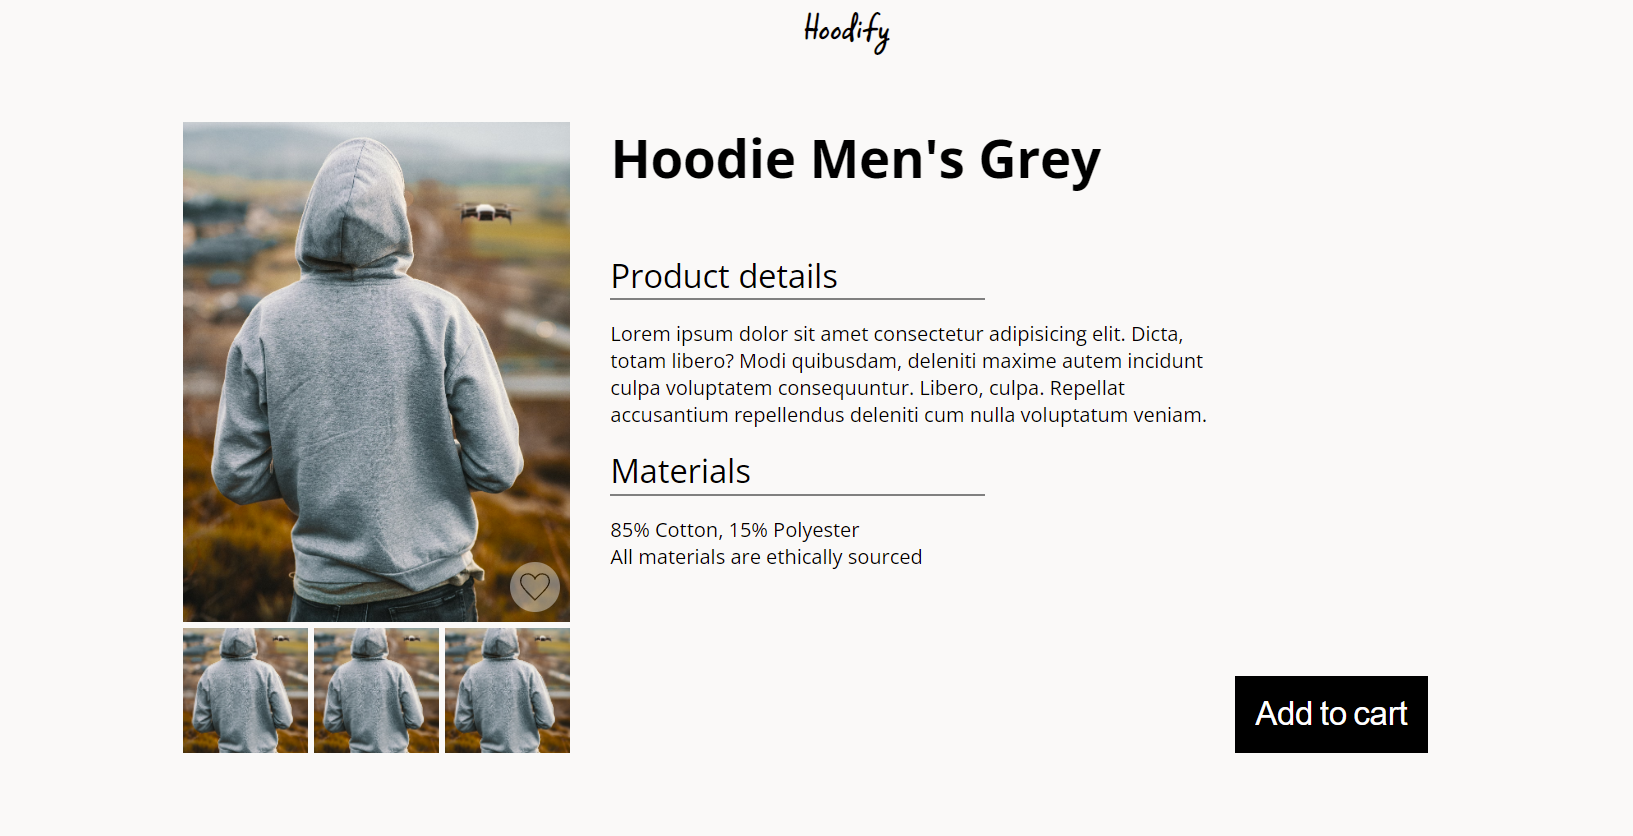 Hoodify
Hoodie Men's Grey
Product details
Lorem ipsum dolor sit amet consectetur adipisicing elit. Dicta,
totam libero? Modi quibusdam, deleniti maxime autem incidunt
culpa voluptatem consequuntur. Libero, culpa. Repellat
accusantium repellendus deleniti cum nulla voluptatum veniam.
Materials
85% Cotton, 15% Polyester
All materials are ethically sourced
Add to cart